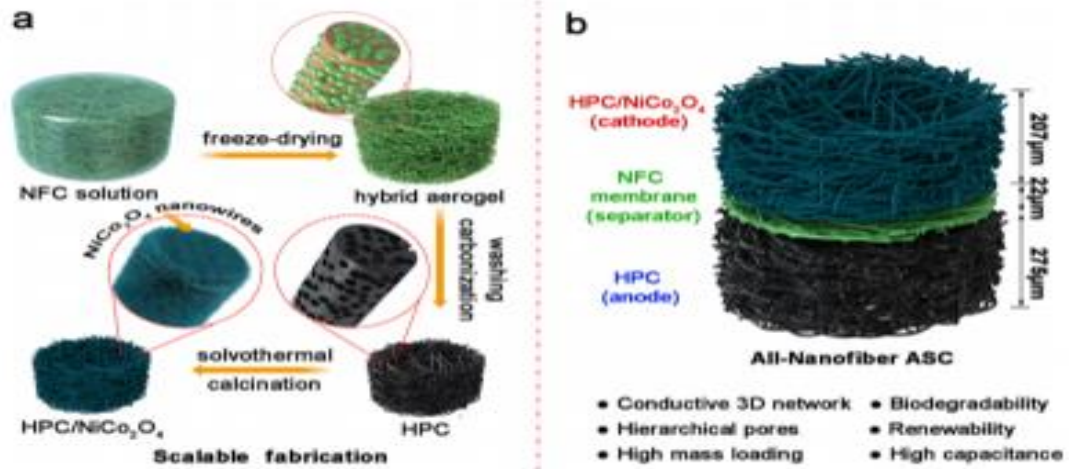 a
NFC solution
freeze-drying
hybrid aerogel
washing
carbonization
HPC
solvothermal
calcination
NiCo₂O₄ nanowires
HPC/NiCo₂O₄
Scalable fabrication
b
HPC/NiCo₂O₄
(cathode)
NFC
membrane
(separator)
HPC
(anode)
207μm
22μm
275μm
All-Nanofiber ASC
• Conductive 3D network
• Hierarchical pores
• High mass loading
• Biodegradability
• Renewability
• High capacitance